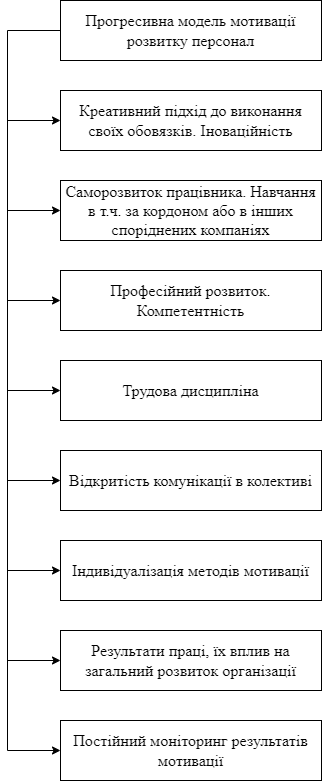 Прогресивна модель мотивації
розвитку персонал
Креативний підхід до виконання
своїх обовязків. Іноваційність
Саморозвиток працівника. Навчання
в т.ч. за кордоном або в інших
споріднених компаніях
Професійний розвиток.
Компетентність
Трудова дисципліна
Відкритість комунікації в колективі
Індивідуалізація методів мотивації
Результати праці, їх вплив на
загальний розвиток організації
Постійний моніторинг результатів
мотивації